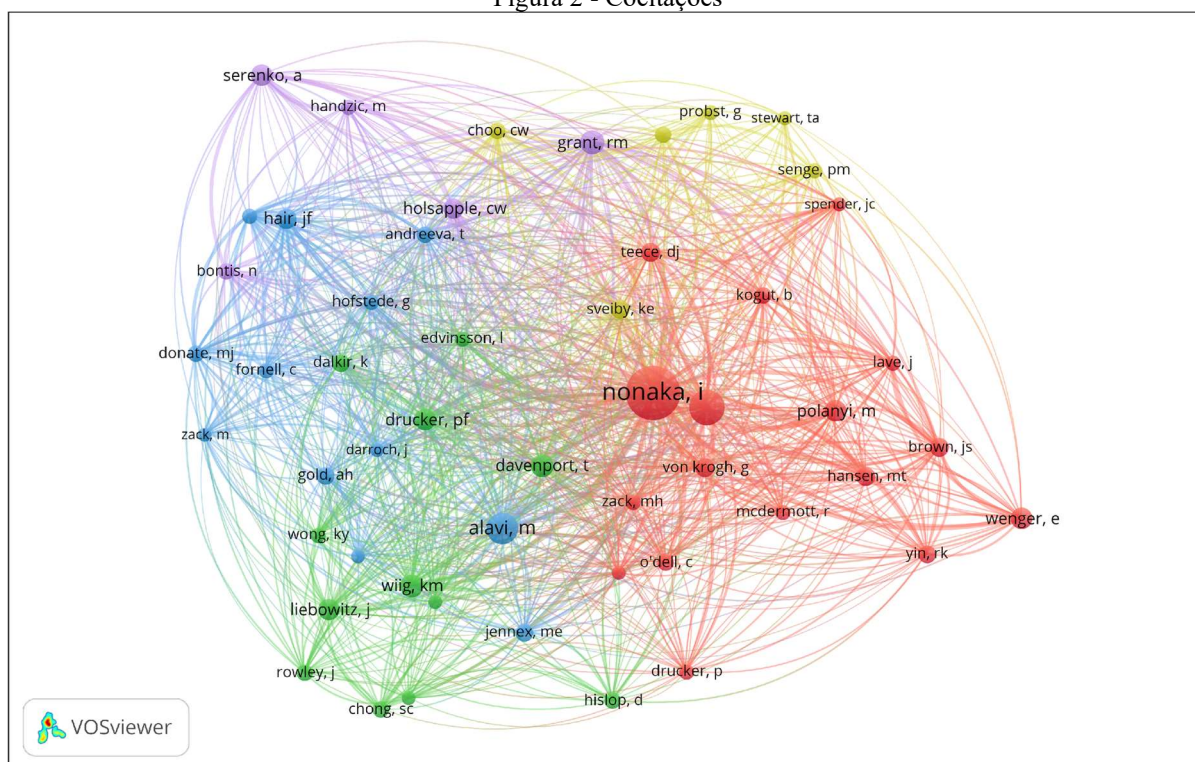 Figura 2 - Cocitações
serenko, a
handzic, m
probst, g
stewart, ta
choo, cw
grant, rm
senge, pm
spender, jc
holsapple, cw
hair, jf
andreeva, t
teece, dj
bontis, n
kogut, b
hofstede, g
sveiby, ke
edvinsson, l
donate, mj
dalkir, k
fornell, c
lave, j
nonaka, i
polanyi, m
drucker, pf
zack, m
darroch, j
brown, js
davenport, t
von krogh, g
gold, ah
hansen, mt
zack, mh
mcdermott, r
wenger, e
alavi, m
wong, ky
yin, rk
o'dell, c
wiig, km
liebowitz, j
jennex, me
rowley, j
drucker, p
hislop, d
chong, sc
VOSviewer